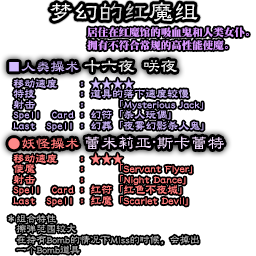 梦幻的红魔组
居住在红魔馆的吸血鬼和人类女仆。
拥有不符合常规的高性能使魔。
■人类操术 十六夜 咲夜
移动速度 : ★★★★
特技 : 道具的落下速度较慢
射击 : 「Mysterious Jack」
Spell Card : 幻符「杀人玩偶」
Last Spell : 幻葬「夜雾幻影杀人鬼」
●妖怪操术 蕾米莉亚·斯卡蕾特
移动速度 : ★★★
使魔 : 「Servant Flyer」
射击 : 「Night Dance」
Spell Card : 红符「红色不夜城」
Last Spell : 红魔「Scarlet Devil」
*组合特性
擦弹范围较大
在持有Bomb的情况下Miss的时候，会掉出
一个Bomb道具